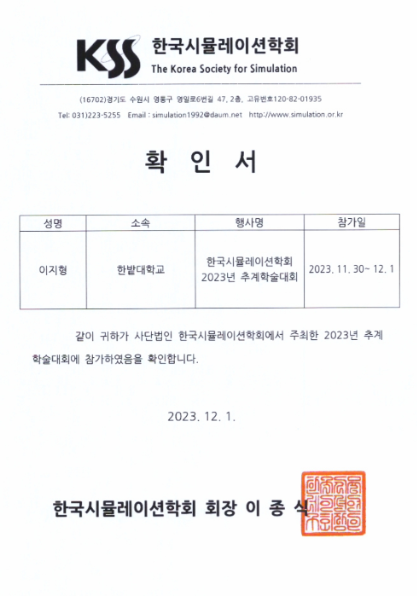 KSS 한국시뮬레이션학회
The Korea Society for Simulation
(16702)경기도 수원시 영통구 영일로6번길 47, 2층, 고유번호120-82-01935
Tel: 031)223-5255 Email : simulation1992@daum.net http://www.simulation.or.kr
확 인 서
성명 소속 행사명 참가일
이지형 한밭대학교 한국시뮬레이션학회 2023. 11. 30~ 12. 1
2023년 추계학술대회
같이 귀하가 사단법인 한국시뮬레이션학회에서 주최한 2023년 추계
학술대회에 참가하였음을 확인합니다.
2023. 12. 1.
한국시뮬레이션학회 회장 이 종 식